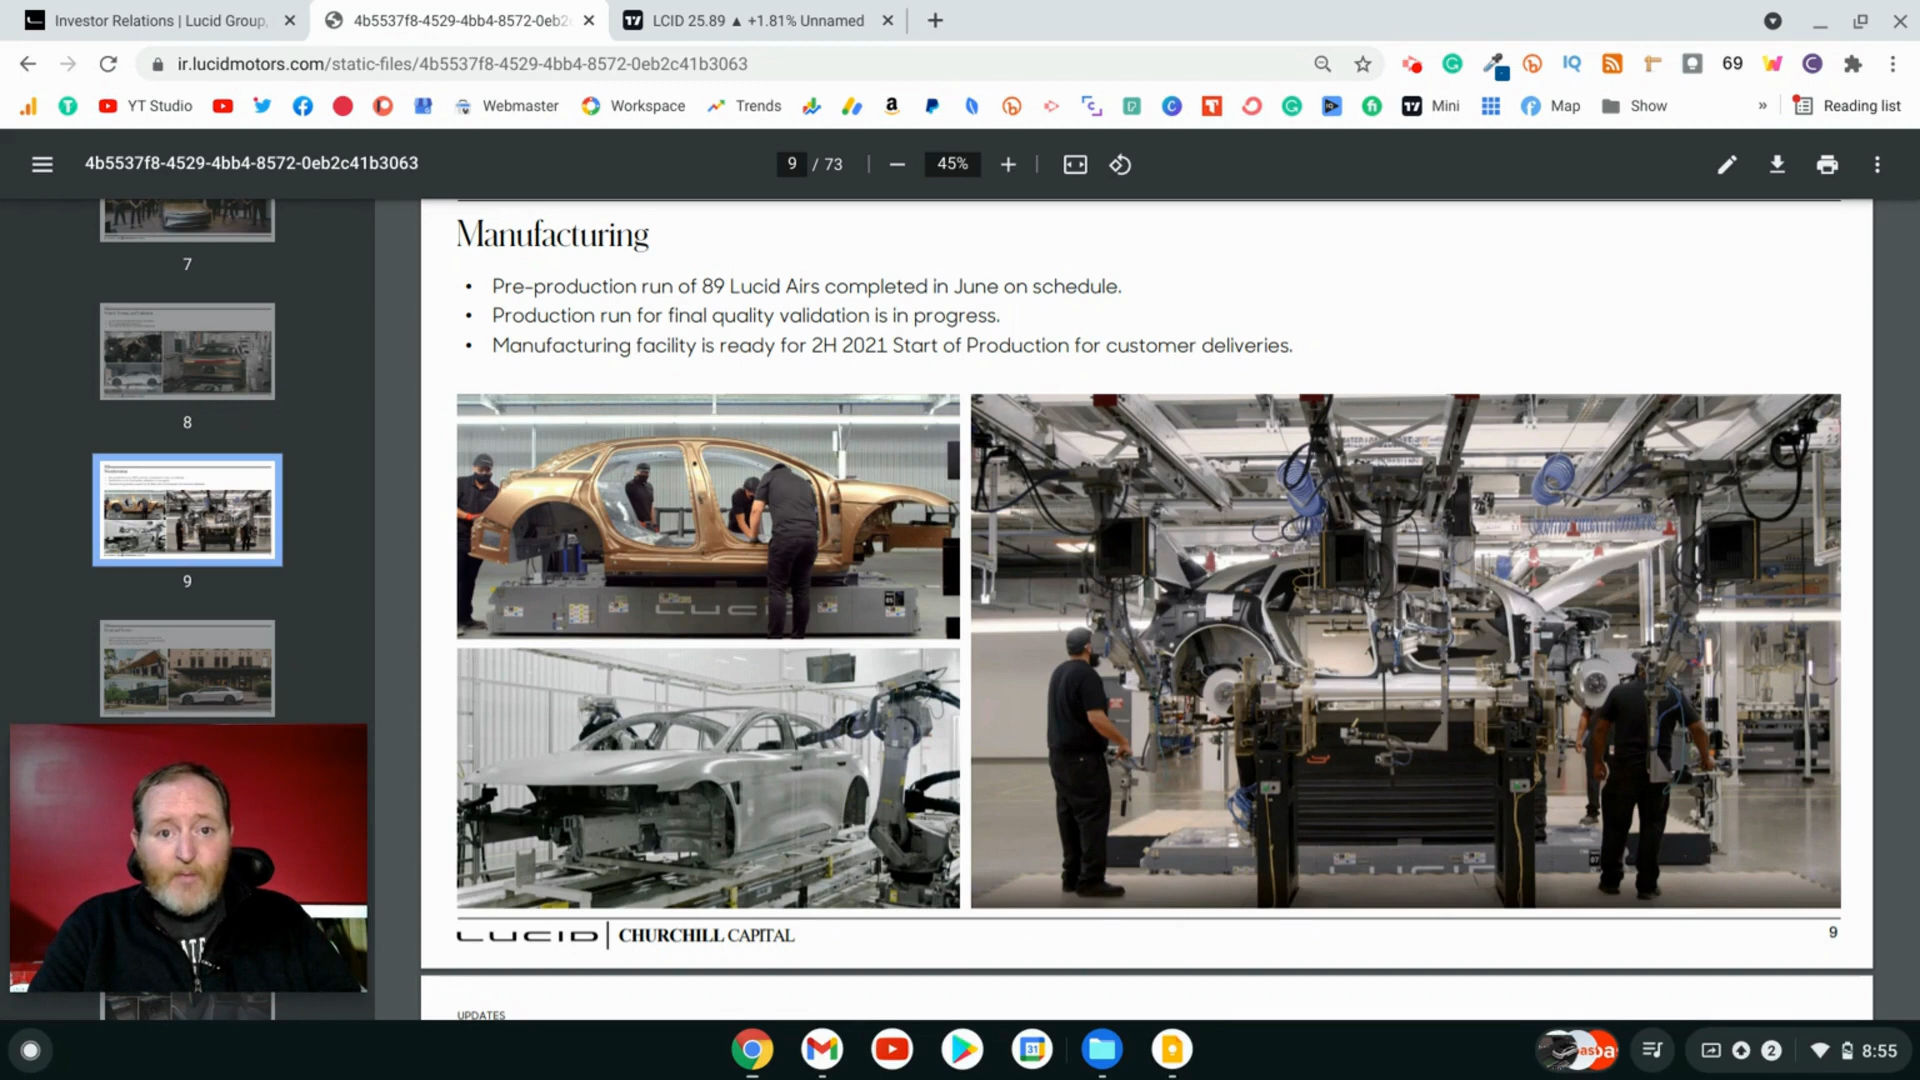 Investor Relations | Lucid Group,
4b5537f8-4529-4bb4-8572-0eb2
LCID 25.89 ▲ +1.81% Unnamed
ir.lucidmotors.com/static-files/4b5537f8-4529-4bb4-8572-0eb2c41b3063
69
YT Studio
Webmaster
Workspace
Trends
Mini
Map
Show
»
Reading list
4b5537f8-4529-4bb4-8572-0eb2c41b3063
9 / 73
45%
7
8
9
Manufacturing
• Pre-production run of 89 Lucid Airs completed in June on schedule.
• Production run for final quality validation is in progress.
• Manufacturing facility is ready for 2H 2021 Start of Production for customer deliveries.
LUCID
LUCID | CHURCHILL CAPITAL
9
UPDATES
31
2
8:55